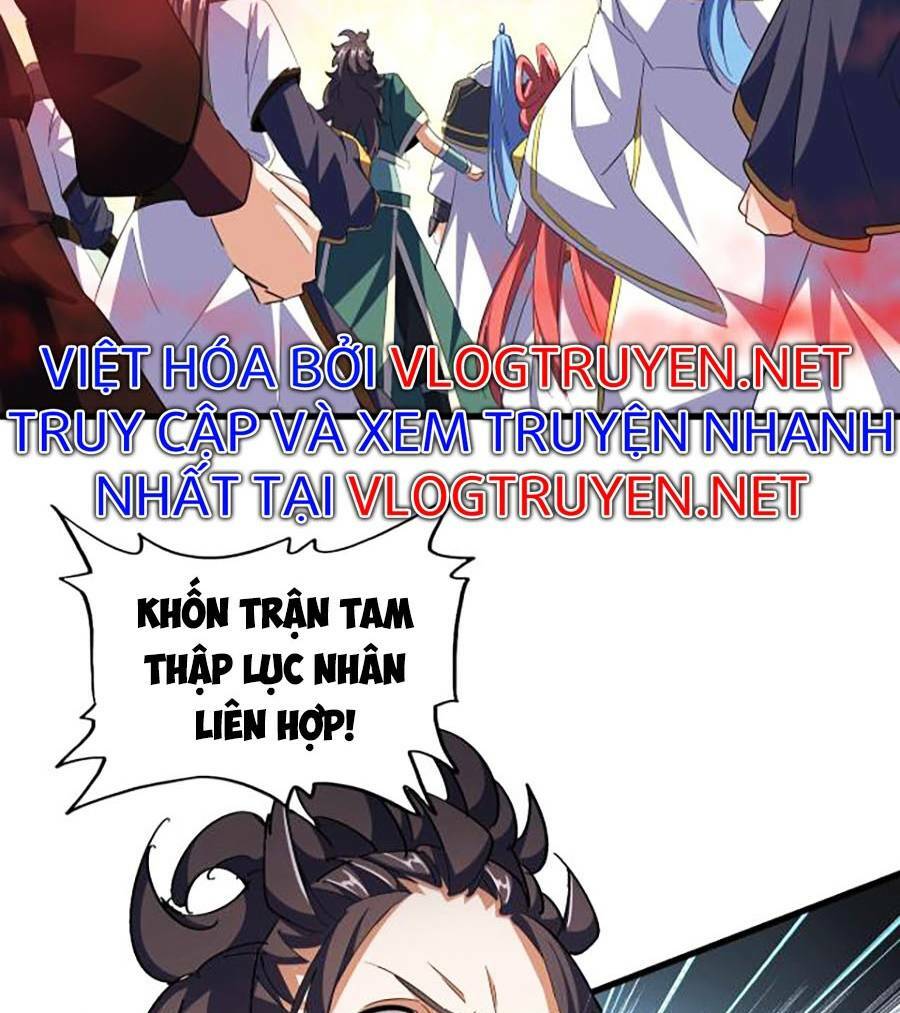 VIỆT HÓA BỞI VLOGTRUYEN.NET
TRUY CẬP VÀ XEM TRUYỆN NHANH
NHẤT TẠI VLOGTRUYEN.NET
KHỐN TRẬN TAM
THẬP LỤC NHÂN
LIÊN HỢP!